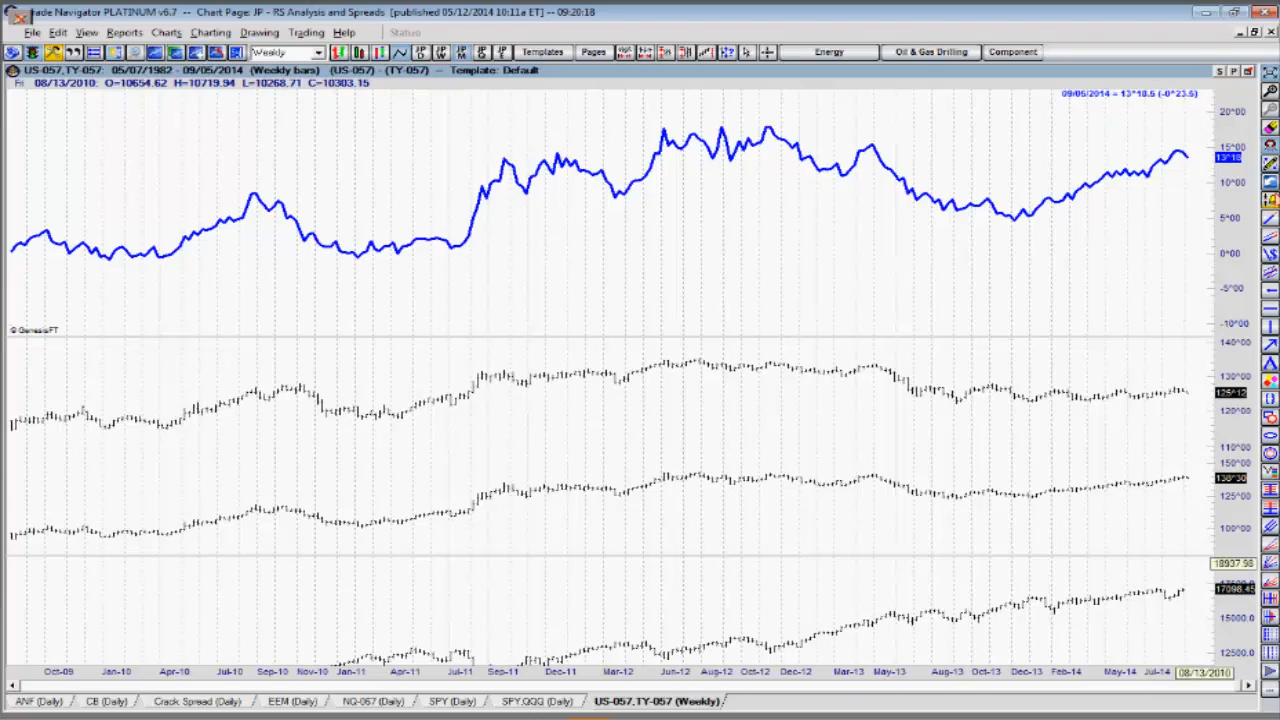 rade Navigator PLATINUM v6.7 -- Chart Page: JP - RS Analysis and Spreads [published 05/12/2014 10:11a ET] -- 09:20:18
File Edit View Reports Charts Charting Drawing Trading Help Status
Weekly Templates Pages Energy Oil & Gas Drilling Component
US-057,TY-057: 05/07/1982 - 09/05/2014 (Weekly bars) (US-057) - (TY-057) -- Template: Default S P
Fri 08/13/2010: O=10654.62 H=10719.94 L=10268.71 C=10303.15
09/05/2014 = 13^18.5 (-0^23.5)
20^00
15^00
13^18
10^00
5^00
0^00
-5^00
-10^00
© GenesisFT
140^00
130^00
125^12
120^00
110^00
150^00
138^30
125^00
100^00
18937.98
17098.45
15000.0
12500.0
Oct-09 Jan-10 Apr-10 Jul-10 Sep-10 Nov-10 Jan-11 Apr-11 Jul-11 Sep-11 Nov-11 Jan-12 Mar-12 Jun-12 Aug-12 Oct-12 Dec-12 Mar-13 May-13 Aug-13 Oct-13 Dec-13 Feb-14 May-14 Jul-14 08/13/2010
ANF (Daily) CB (Daily) Crack Spread (Daily) EEM (Daily) NQ-067 (Daily) SPY (Daily) SPY,QQQ (Daily) US-057,TY-057 (Weekly)